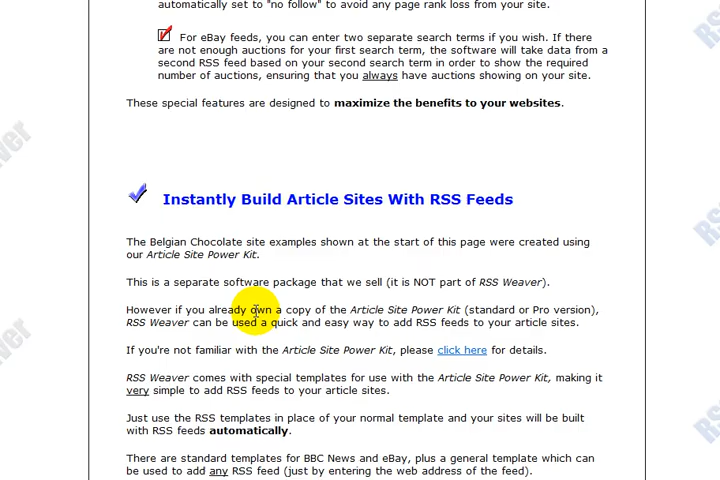 automatically set to "no follow" to avoid any page rank loss from your site.
For eBay feeds, you can enter two separate search terms if you wish. If there
are not enough auctions for your first search term, the software will take data from a
second RSS feed based on your second search term in order to show the required
number of auctions, ensuring that you always have auctions showing on your site.
These special features are designed to maximize the benefits to your websites.
Instantly Build Article Sites With RSS Feeds
The Belgian Chocolate site examples shown at the start of this page were created using
our Article Site Power Kit.
This is a separate software package that we sell (it is NOT part of RSS Weaver).
However if you already own a copy of the Article Site Power Kit (standard or Pro version),
RSS Weaver can be used a quick and easy way to add RSS feeds to your article sites.
If you're not familiar with the Article Site Power Kit, please click here for details.
RSS Weaver comes with special templates for use with the Article Site Power Kit, making it
very simple to add RSS feeds to your article sites.
Just use the RSS templates in place of your normal template and your sites will be built
with RSS feeds automatically.
There are standard templates for BBC News and eBay, plus a general template which can
be used to add any RSS feed (just by entering the web address of the feed).